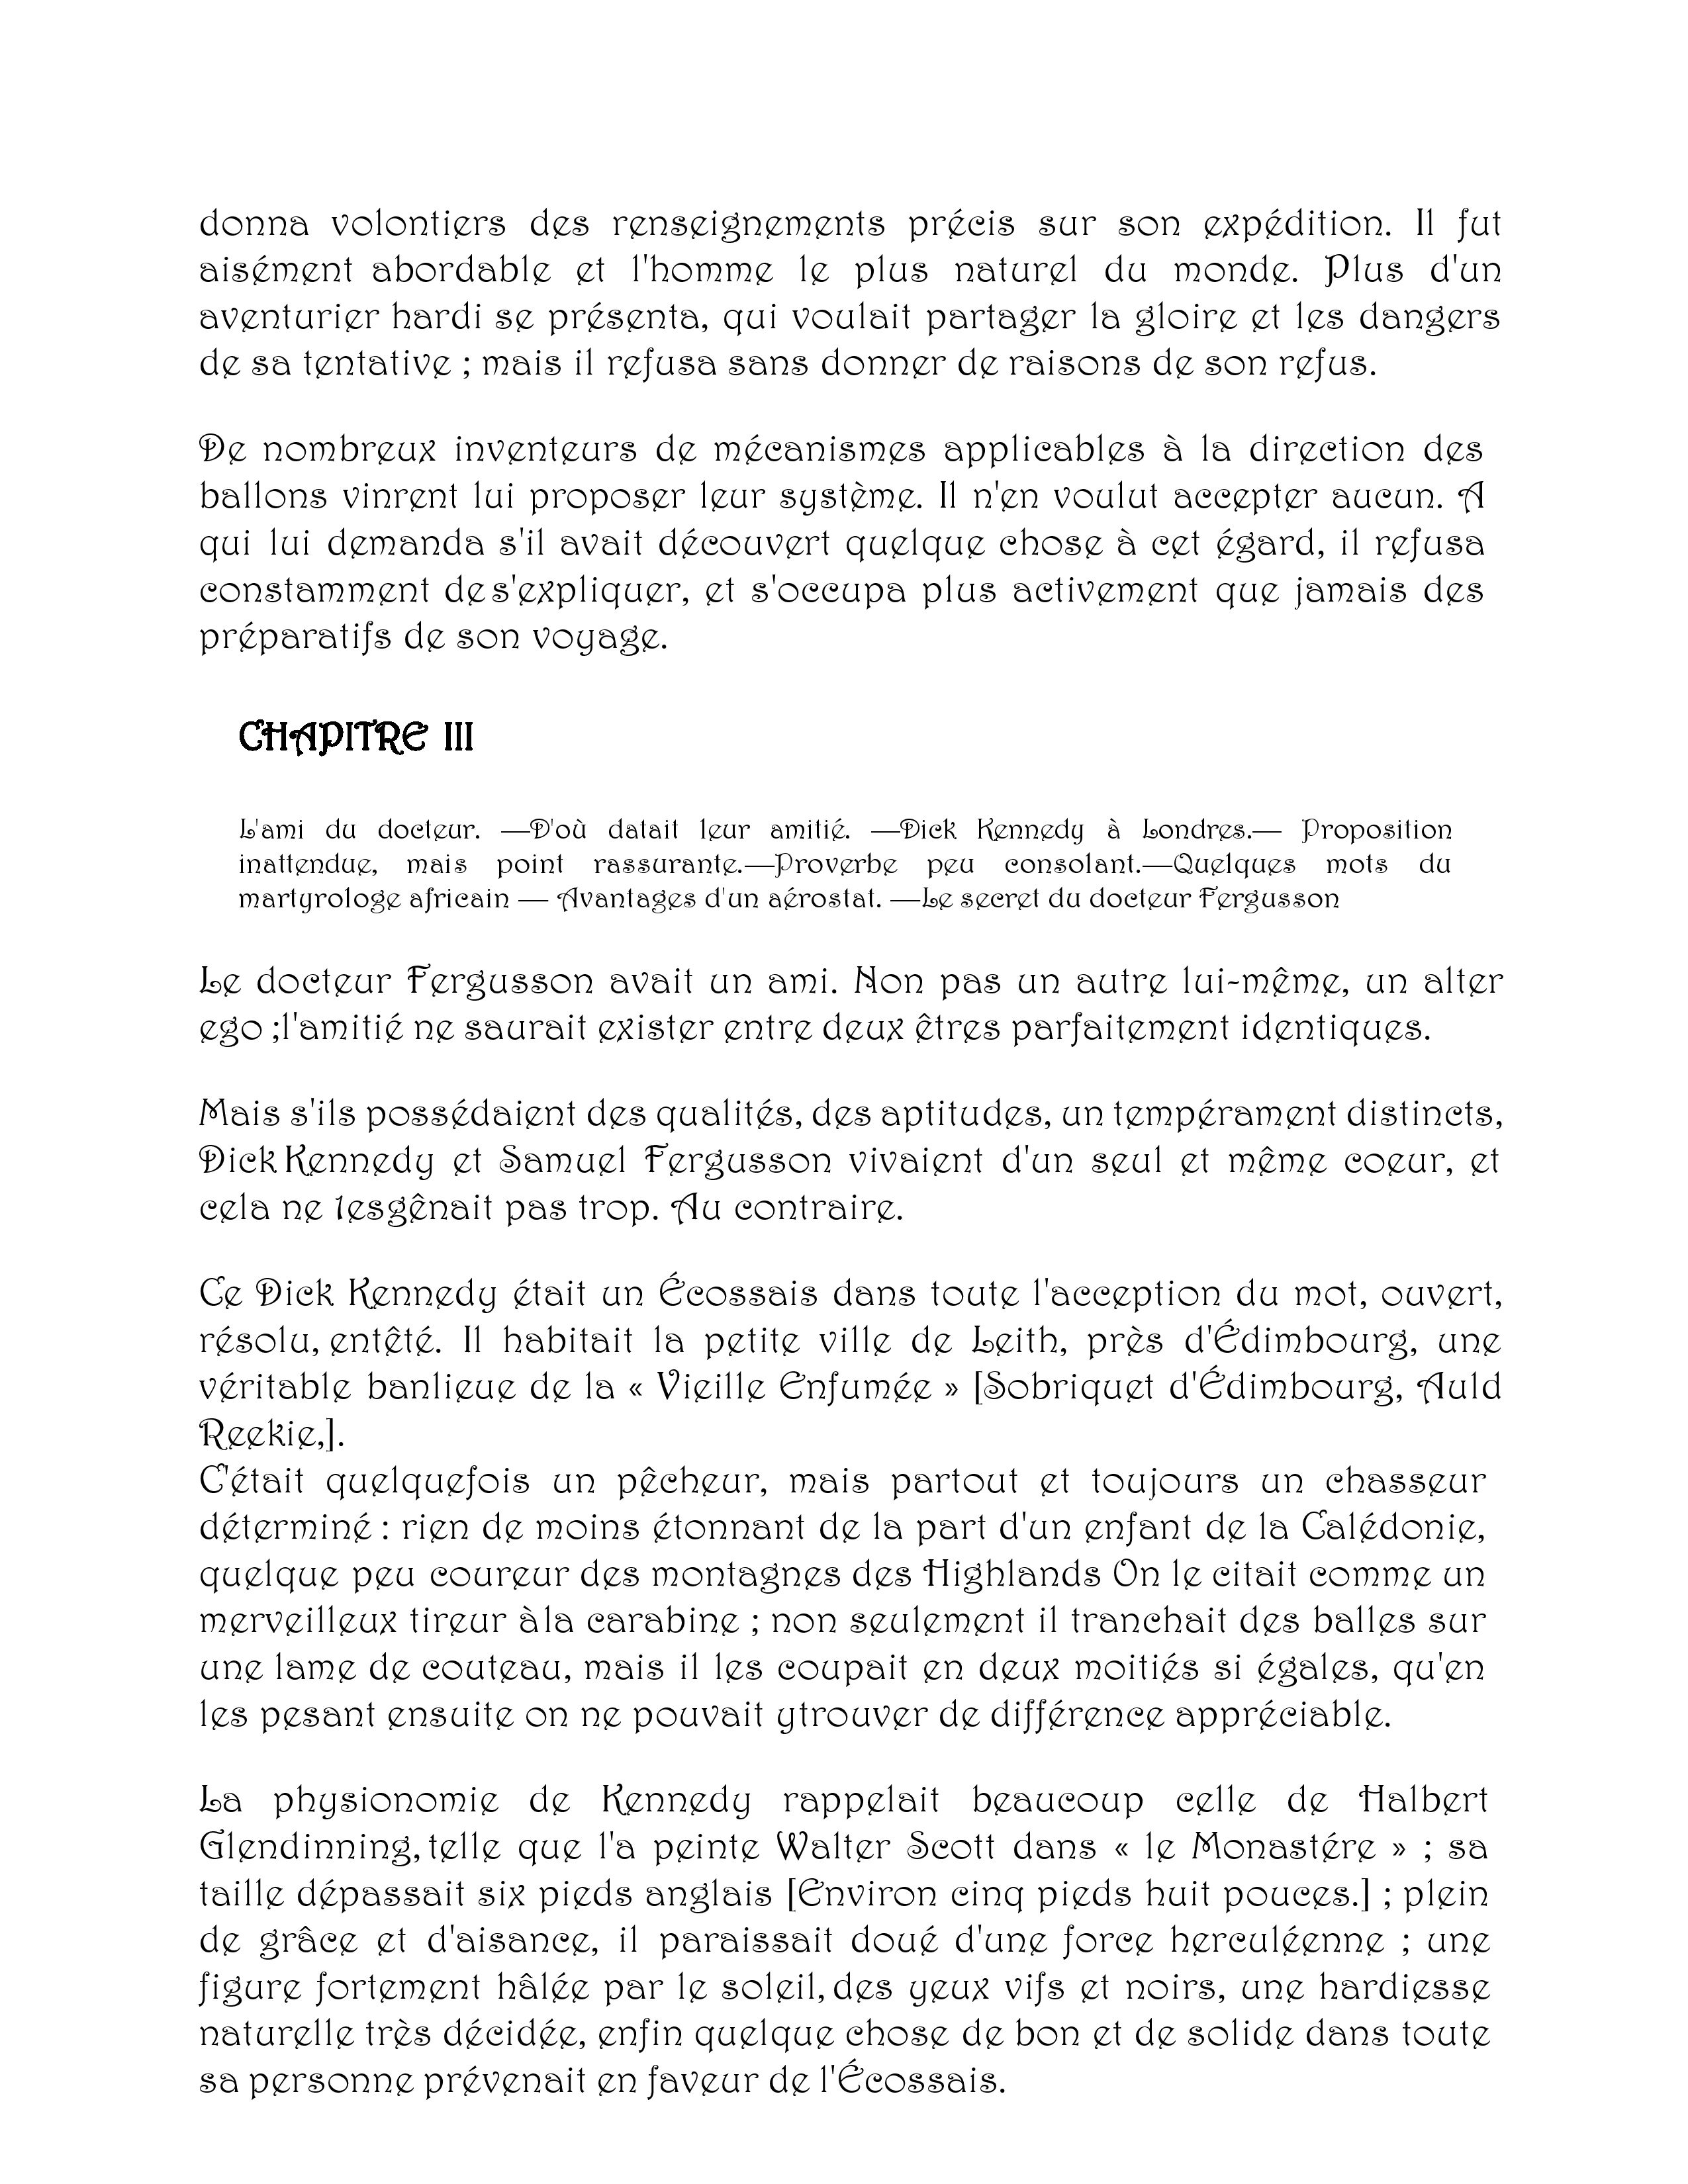 donna volontiers des renseignements précis sur son expédition. Il fut
aisément abordable et l'homme le plus naturel du monde. Plus d'un
aventurier hardi se présenta, qui voulait partager la gloire et les dangers
de sa tentative ; mais il refusa sans donner de raisons de son refus.
De nombreux inventeurs de mécanismes applicables à la direction des
ballons vinrent lui proposer leur système. Il n'en voulut accepter aucun. A
qui lui demanda s'il avait découvert quelque chose à cet égard, il refusa
constamment de s'expliquer, et s'occupa plus activement que jamais des
préparatifs de son voyage.
CHAPITRE III
L'ami du docteur. —D'où datait leur amitié. —Dick Kennedy à Londres.— Proposition
inattendue, mais point rassurante.—Proverbe peu consolant.—Quelques mots du
martyrologe africain — Avantages d'un aérostat. —Le secret du docteur Fergusson
Le docteur Fergusson avait un ami. Non pas un autre lui-même, un alter
ego ;l'amitié ne saurait exister entre deux êtres parfaitement identiques.
Mais s'ils possédaient des qualités, des aptitudes, un tempérament distincts,
Dick Kennedy et Samuel Fergusson vivaient d'un seul et même coeur, et
cela ne 1esgênait pas trop. Au contraire.
Ce Dick Kennedy était un Écossais dans toute l'acception du mot, ouvert,
résolu, entêté. Il habitait la petite ville de Leith, près d'Édimbourg, une
véritable banlieue de la « Vieille Enfumée » [Sobriquet d'Édimbourg, Auld
Reekie,].
C'était quelquefois un pêcheur, mais partout et toujours un chasseur
déterminé : rien de moins étonnant de la part d'un enfant de la Calédonie,
quelque peu coureur des montagnes des Highlands On le citait comme un
merveilleux tireur à la carabine ; non seulement il tranchait des balles sur
une lame de couteau, mais il les coupait en deux moitiés si égales, qu'en
les pesant ensuite on ne pouvait ytrouver de différence appréciable.
La physionomie de Kennedy rappelait beaucoup celle de Halbert
Glendinning, telle que l'a peinte Walter Scott dans « le Monastére » ; sa
taille dépassait six pieds anglais [Environ cinq pieds huit pouces.] ; plein
de grâce et d'aisance, il paraissait doué d'une force herculéenne ; une
figure fortement hâlée par le soleil, des yeux vifs et noirs, une hardiesse
naturelle très décidée, enfin quelque chose de bon et de solide dans toute
sa personne prévenait en faveur de l'Écossais.